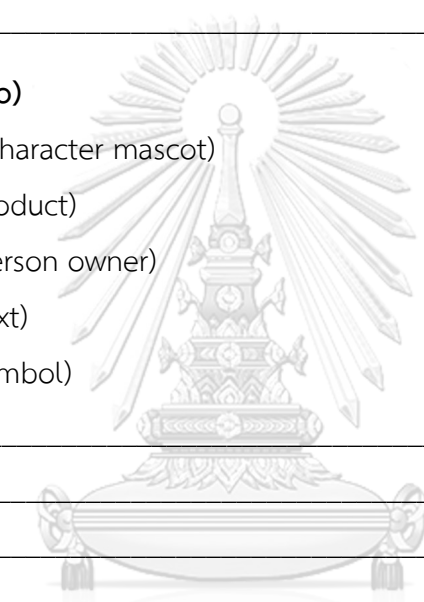 o)
haracter mascot)
oduct)
erson owner)
xt)
mbol)